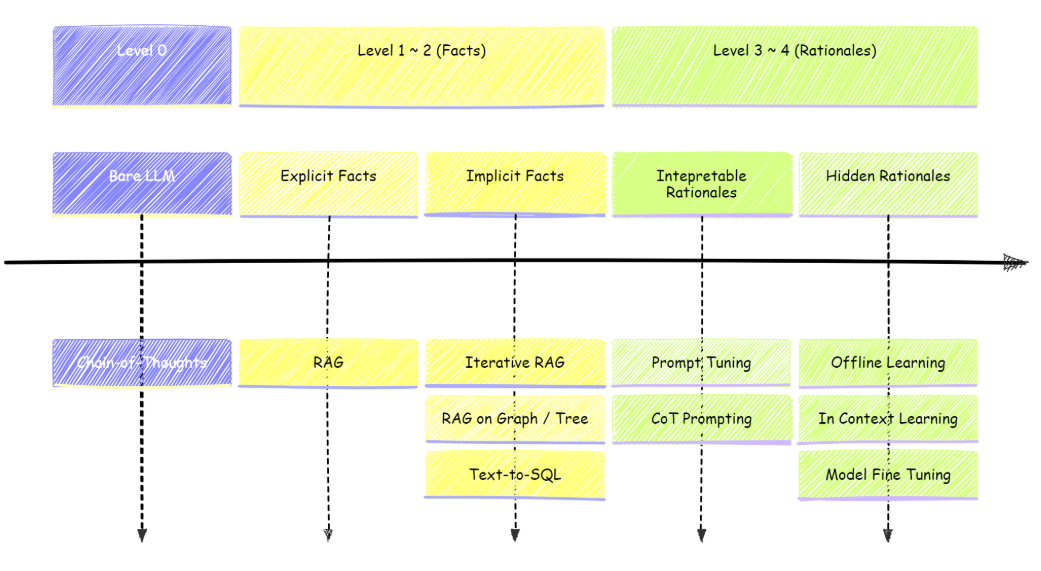 Level 0
Level 1 ~ 2 (Facts)
Level 3 ~ 4 (Rationales)
Bare LLM
Explicit Facts
Implicit Facts
Intepretable
Rationales
Hidden Rationales
Chain-of-Thoughts
RAG
Iterative RAG
Prompt Tuning
Offline Learning
RAG on Graph / Tree
CoT Prompting
In Context Learning
Text-to-SQL
Model Fine Tuning